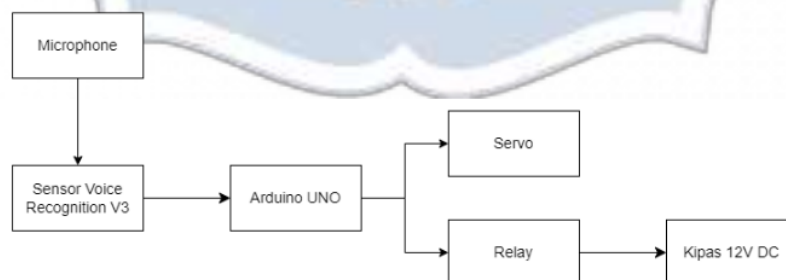 Microphone
Servo
Sensor Voice
Recognition V3
Arduino UNO
Relay
Kipas 12V DC